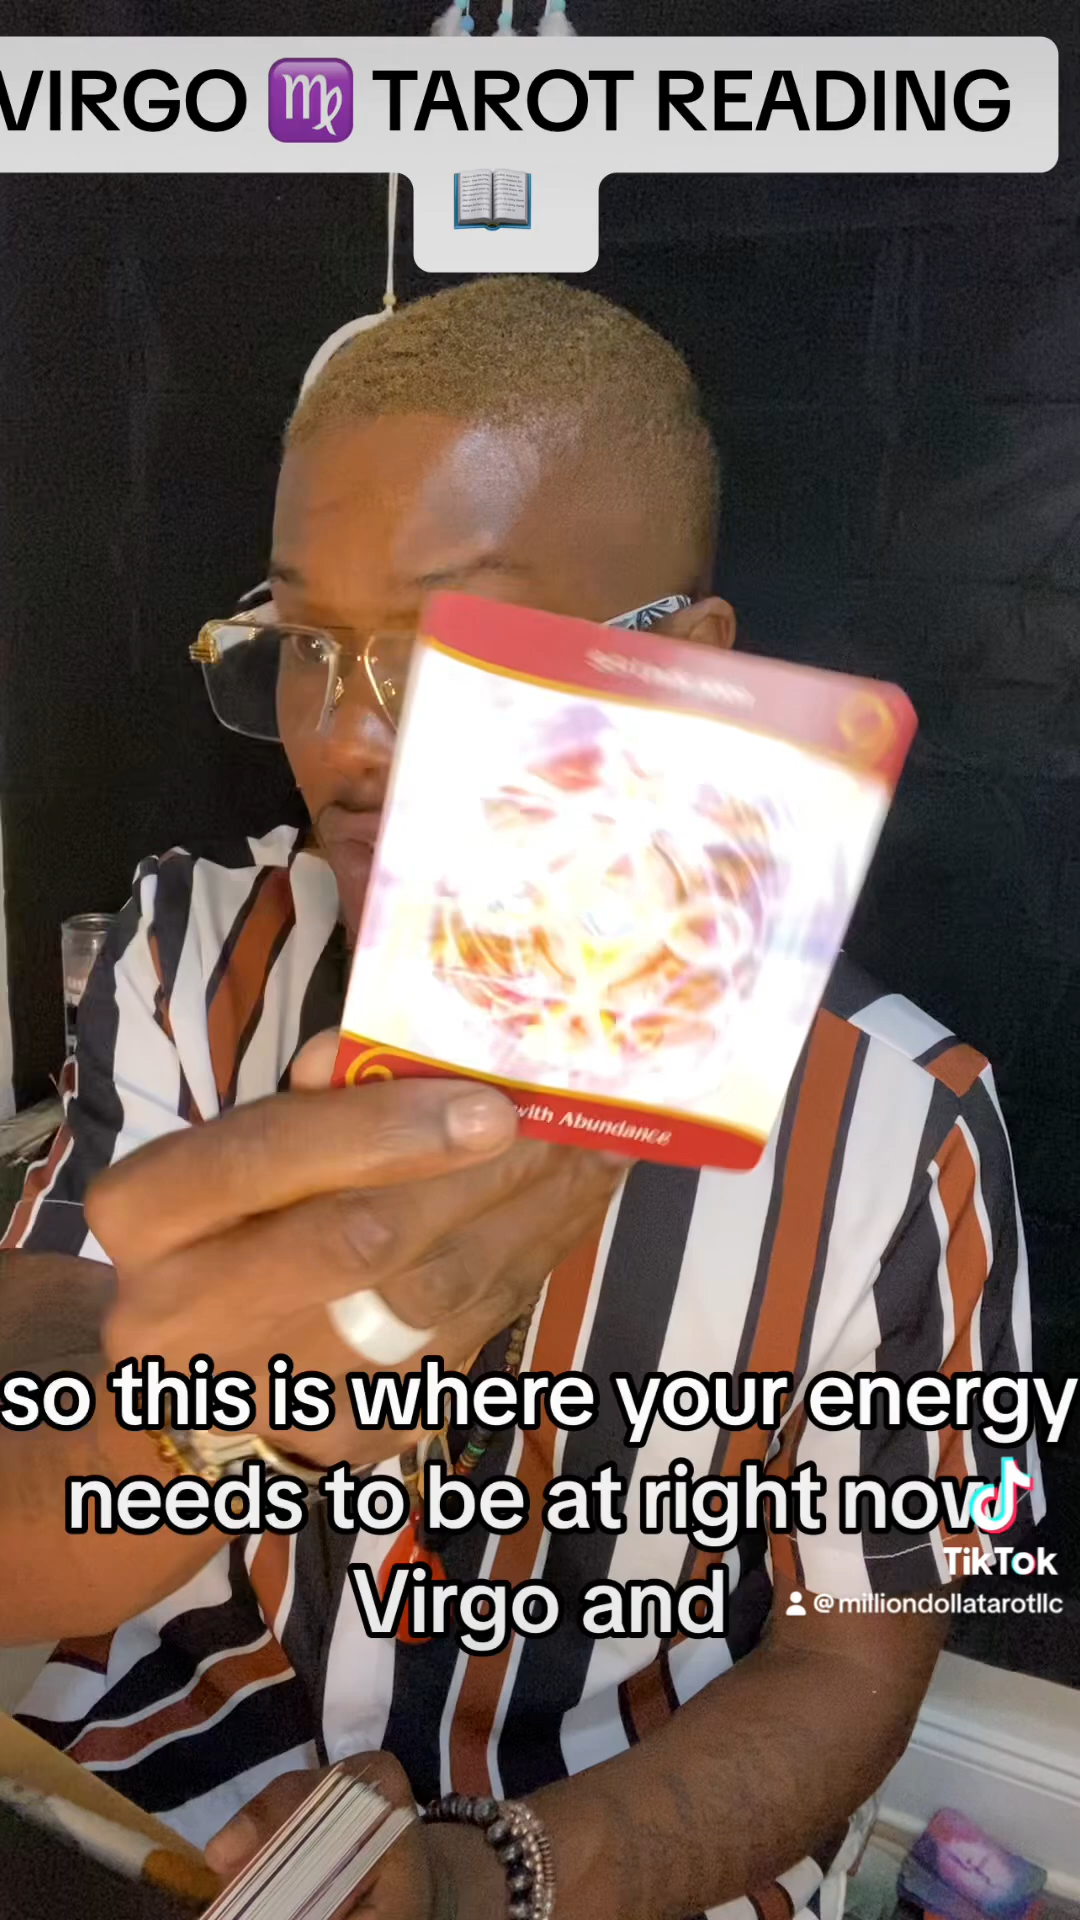 VIRGO ♍ TAROT READING
📖
with Abundance
so this is where your energy
needs to be at right now
Virgo and
TikTok
@milliondollatarotllc